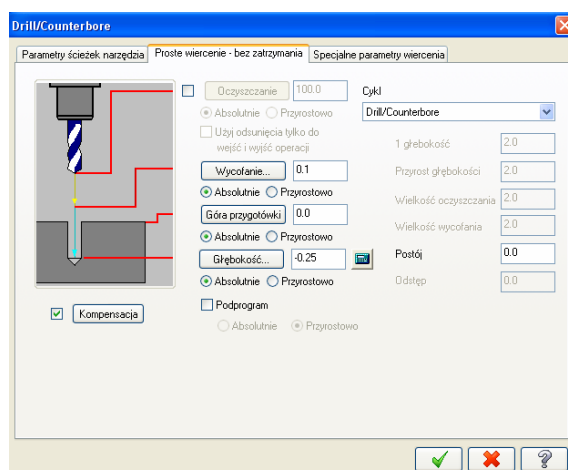 Drill/Counterbore
Parametry ścieżek narzędzia Proste wiercenie - bez zatrzymania Specjalne parametry wiercenia
Oczyszczanie 100.0
Absolutnie Przyrostowo
Użyj odsunięcia tylko do
wejść i wyjść operacji
Wycofanie... 0.1
Absolutnie Przyrostowo
Góra przygotówki 0.0
Absolutnie Przyrostowo
Głębokość... -0.25
Absolutnie Przyrostowo
Podprogram
Absolutnie Przyrostowo
Kompensacja
Cykl
Drill/Counterbore
1 głebokość 2.0
Przyrost głębokości 2.0
Wielkość oczyszczania 2.0
Wielkość wycofania 2.0
Postój 0.0
Odstęp 0.0